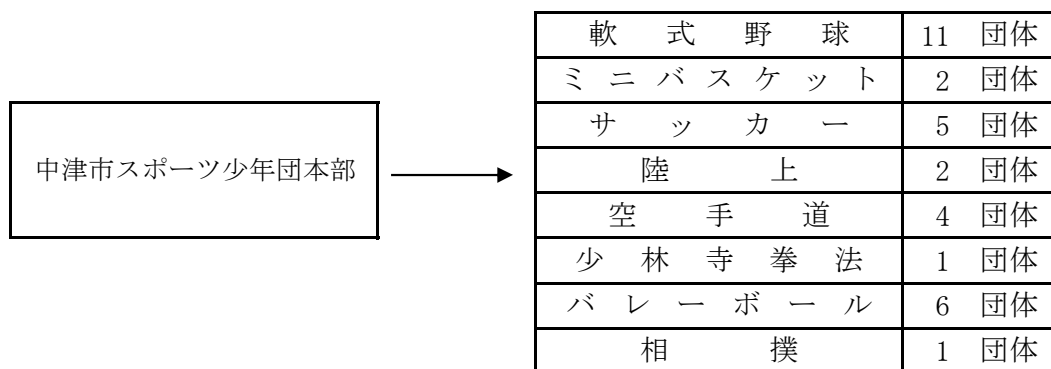 軟式野球 11 団体
ミニバスケット 2 団体
サッカー 5 団体
中津市スポーツ少年団本部
陸上 2 団体
空手道 4 団体
少林寺拳法 1 団体
バレーボール 6 団体
相撲 1 団体